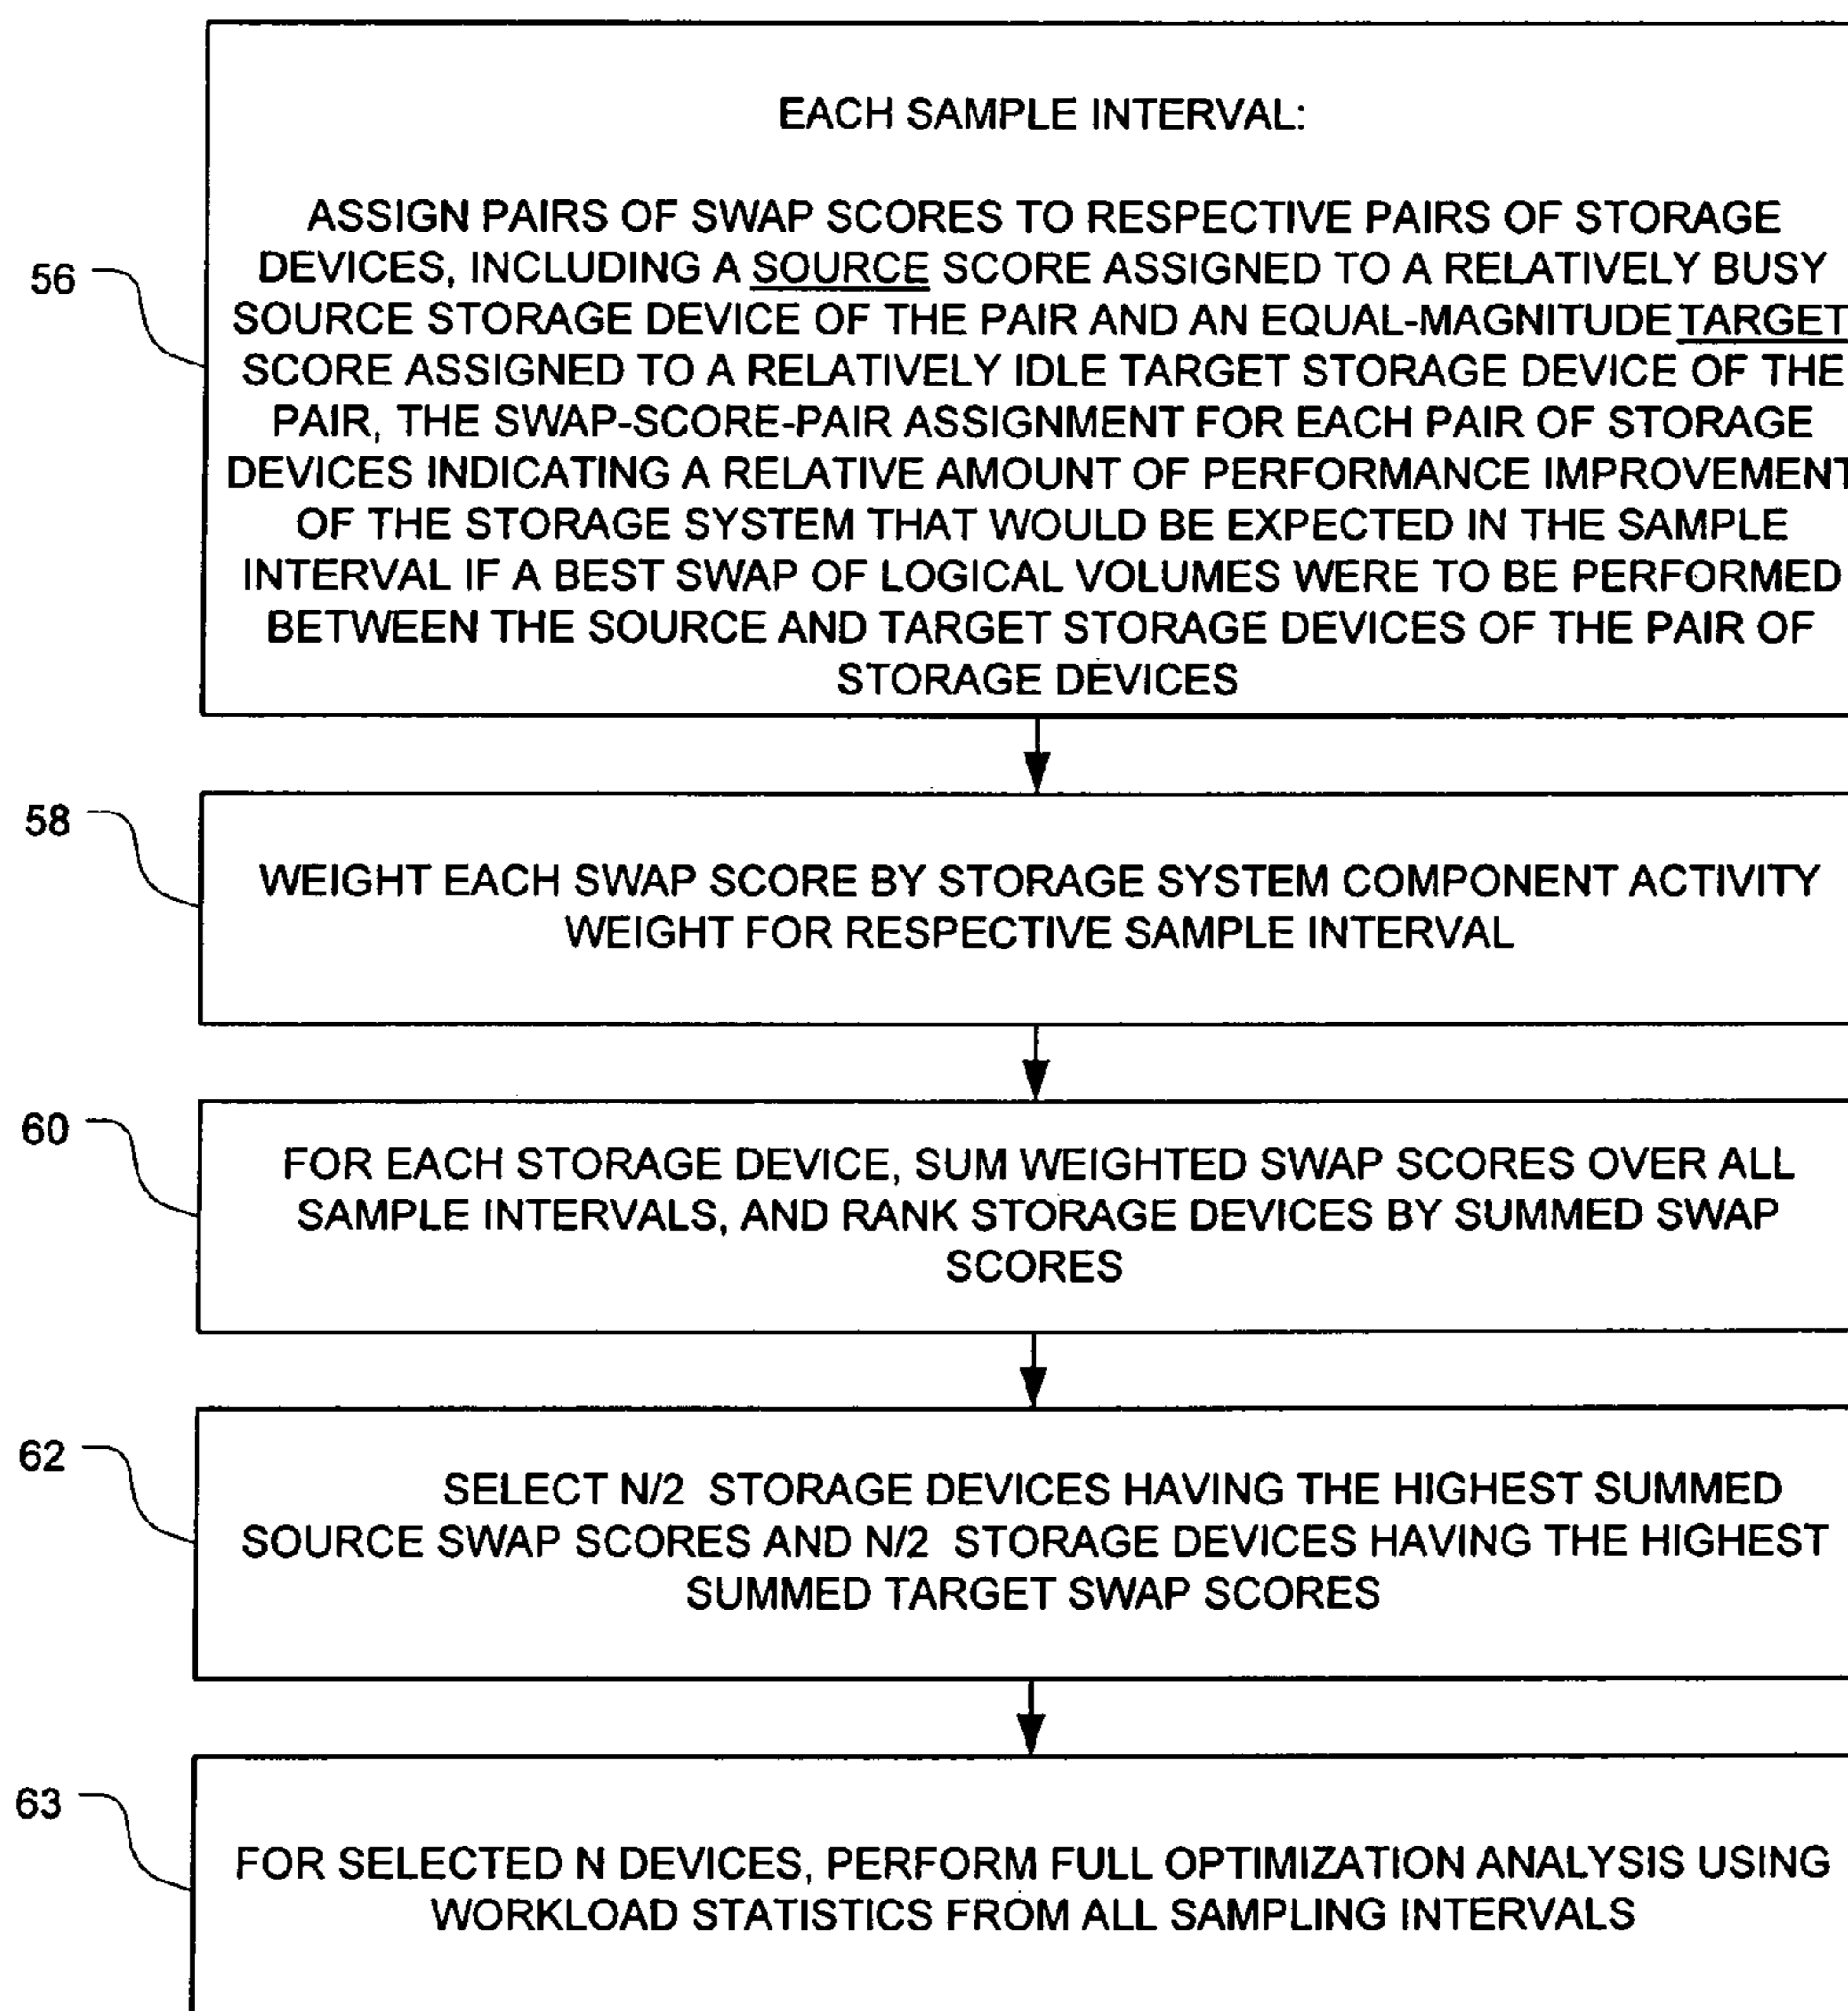 EACH SAMPLE INTERVAL:
ASSIGN PAIRS OF SWAP SCORES TO RESPECTIVE PAIRS OF STORAGE
DEVICES, INCLUDING A SOURCE SCORE ASSIGNED TO A RELATIVELY BUSY
56
SOURCE STORAGE DEVICE OF THE PAIR AND AN EQUAL-MAGNITUDE TARGET
SCORE ASSIGNED TO A RELATIVELY IDLE TARGET STORAGE DEVICE OF THE
PAIR, THE SWAP-SCORE-PAIR ASSIGNMENT FOR EACH PAIR OF STORAGE
DEVICES INDICATING A RELATIVE AMOUNT OF PERFORMANCE IMPROVEMENT
OF THE STORAGE SYSTEM THAT WOULD BE EXPECTED IN THE SAMPLE
INTERVAL IF A BEST SWAP OF LOGICAL VOLUMES WERE TO BE PERFORMED
BETWEEN THE SOURCE AND TARGET STORAGE DEVICES OF THE PAIR OF
STORAGE DEVICES
58
WEIGHT EACH SWAP SCORE BY STORAGE SYSTEM COMPONENT ACTIVITY
WEIGHT FOR RESPECTIVE SAMPLE INTERVAL
60
FOR EACH STORAGE DEVICE, SUM WEIGHTED SWAP SCORES OVER ALL
SAMPLE INTERVALS, AND RANK STORAGE DEVICES BY SUMMED SWAP
SCORES
62
SELECT N/2 STORAGE DEVICES HAVING THE HIGHEST SUMMED
SOURCE SWAP SCORES AND N/2 STORAGE DEVICES HAVING THE HIGHEST
SUMMED TARGET SWAP SCORES
63
FOR SELECTED N DEVICES, PERFORM FULL OPTIMIZATION ANALYSIS USING
WORKLOAD STATISTICS FROM ALL SAMPLING INTERVALS